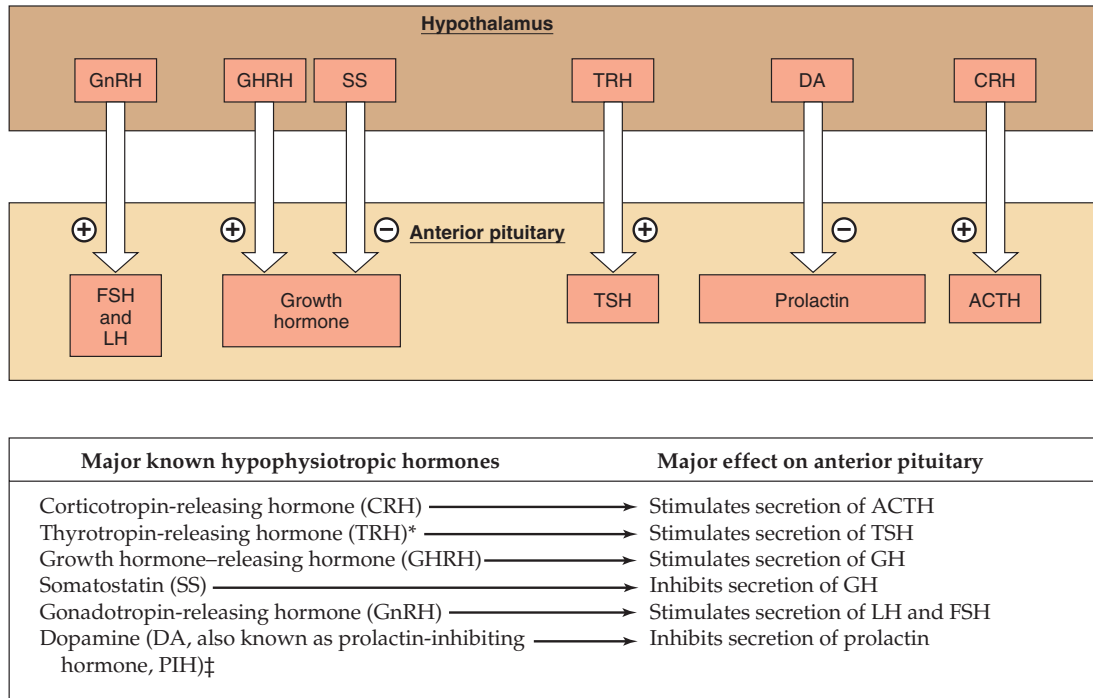 Hypothalamus
GnRH
GHRH
SS
TRH
DA
CRH
+
+
−
Anterior pituitary
+
−
+
FSH
and
LH
Growth
hormone
TSH
Prolactin
ACTH
Major known hypophysiotropic hormones
Major effect on anterior pituitary
Corticotropin-releasing hormone (CRH)
Stimulates secretion of ACTH
Thyrotropin-releasing hormone (TRH)*
Stimulates secretion of TSH
Growth hormone–releasing hormone (GHRH)
Stimulates secretion of GH
Somatostatin (SS)
Inhibits secretion of GH
Gonadotropin-releasing hormone (GnRH)
Stimulates secretion of LH and FSH
Dopamine (DA, also known as prolactin-inhibiting
Inhibits secretion of prolactin
hormone, PIH)‡